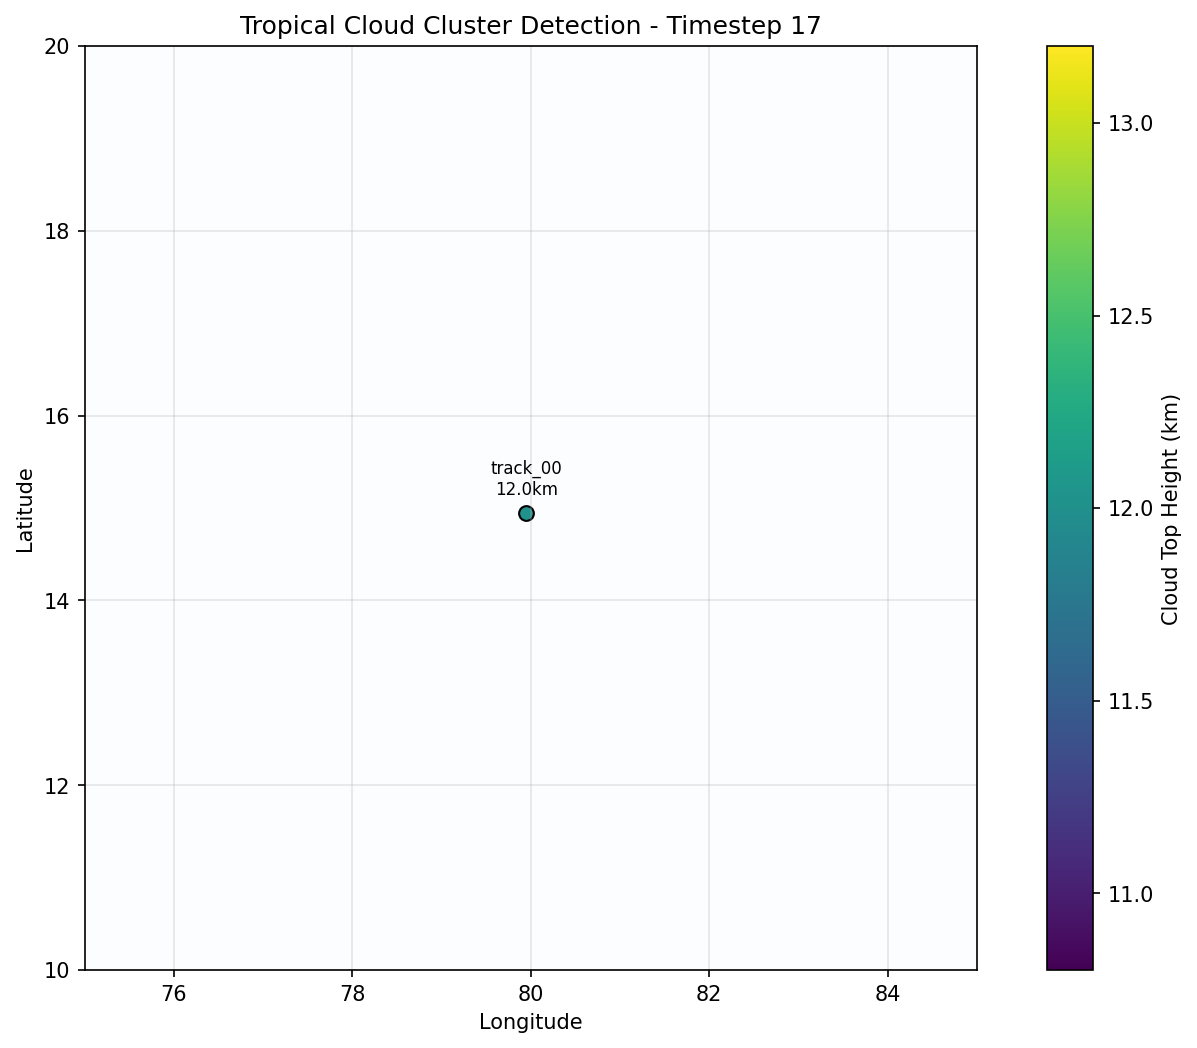 Tropical Cloud Cluster Detection - Timestep 17
20
18
16
14
12
10
Latitude
track_00
12.0km
76
78
80
82
84
Longitude
13.0
12.5
12.0
11.5
11.0
Cloud Top Height (km)